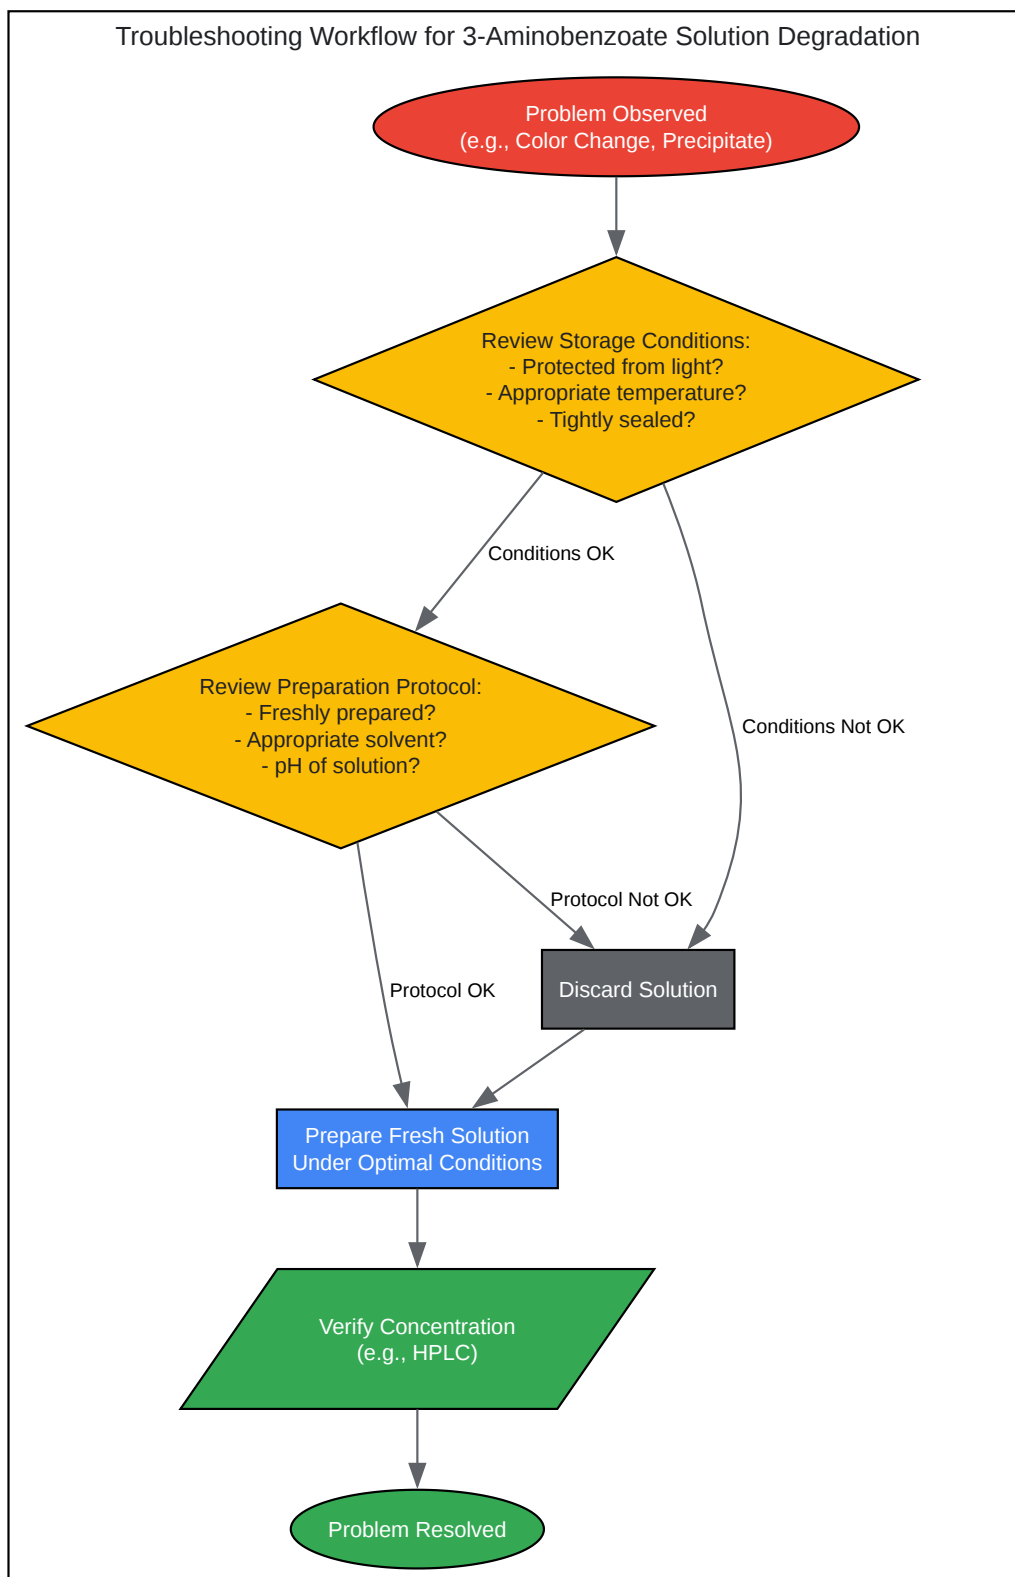 Troubleshooting Workflow for 3-Aminobenzoate Solution Degradation
Problem Observed
(e.g., Color Change, Precipitate)
Review Storage Conditions:
- Protected from light?
- Appropriate temperature?
- Tightly sealed?
Conditions OK
Review Preparation Protocol:
- Freshly prepared?
- Appropriate solvent?
- pH of solution?
Conditions Not OK
Protocol Not OK
Protocol OK
Discard Solution
Prepare Fresh Solution
Under Optimal Conditions
Verify Concentration
(e.g., HPLC)
Problem Resolved